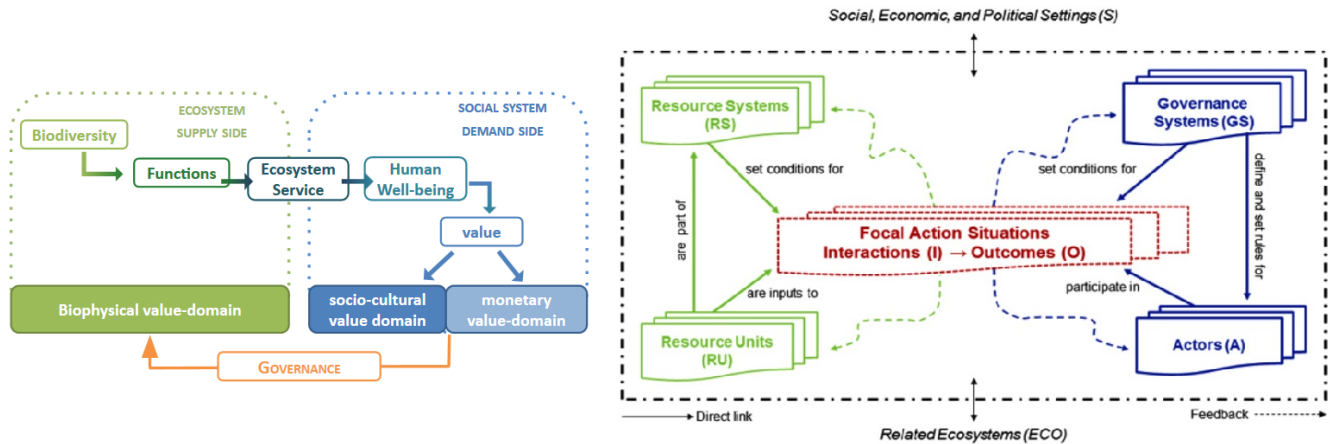 ECOSYSTEM
SUPPLY SIDE
SOCIAL SYSTEM
DEMAND SIDE
Biodiversity
Functions
Ecosystem
Service
Human
Well-being
value
Biophysical value-domain
socio-cultural
value domain
monetary
value-domain
GOVERNANCE
Social, Economic, and Political Settings (S)
Resource Systems
(RS)
Governance
Systems (GS)
set conditions for
set conditions for
are part of
define and set rules for
Focal Action Situations
Interactions (I) → Outcomes (O)
are inputs to
participate in
Resource Units
(RU)
Actors (A)
Direct link
Feedback
Related Ecosystems (ECO)